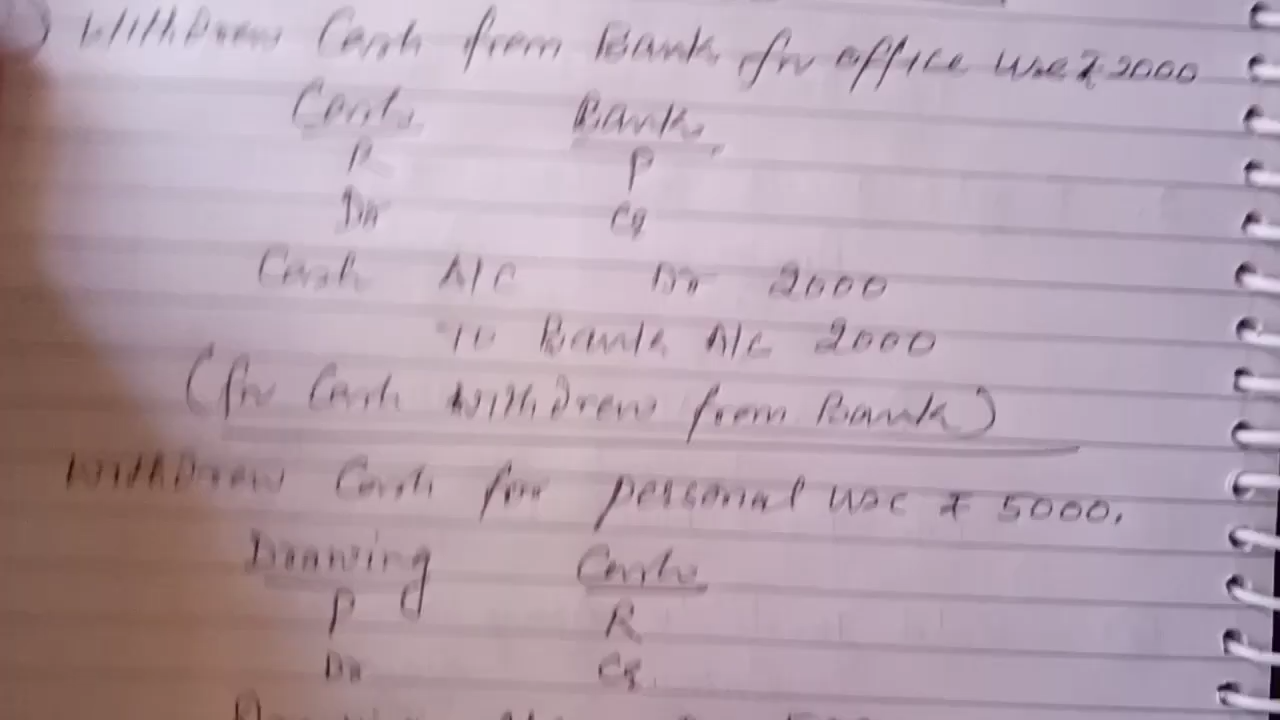 Withdrew Cash from Bank for office use ₹ 2000
Cash Bank
R P
Dr Cr
Cash A/C Dr 2000
To Bank A/c 2000
(for Cash withdrew from Bank)
Withdrew Cash for personal use ₹ 5000.
Drawing Cash
P R
Dr Cr